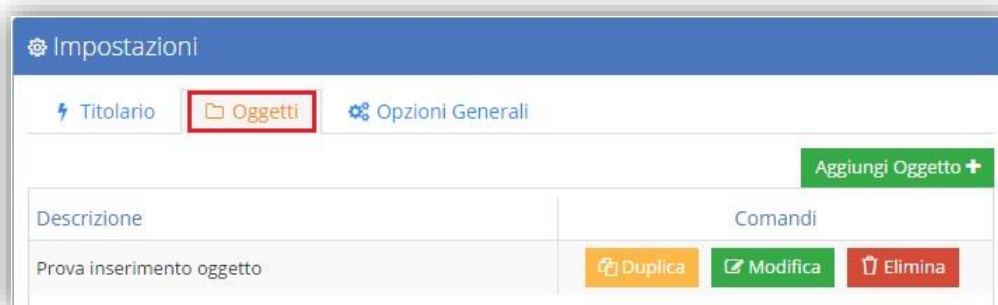 Impostazioni
Titolario Oggetti Opzioni Generali
Aggiungi Oggetto
Descrizione Comandi
Prova inserimento oggetto Duplica Modifica Elimina